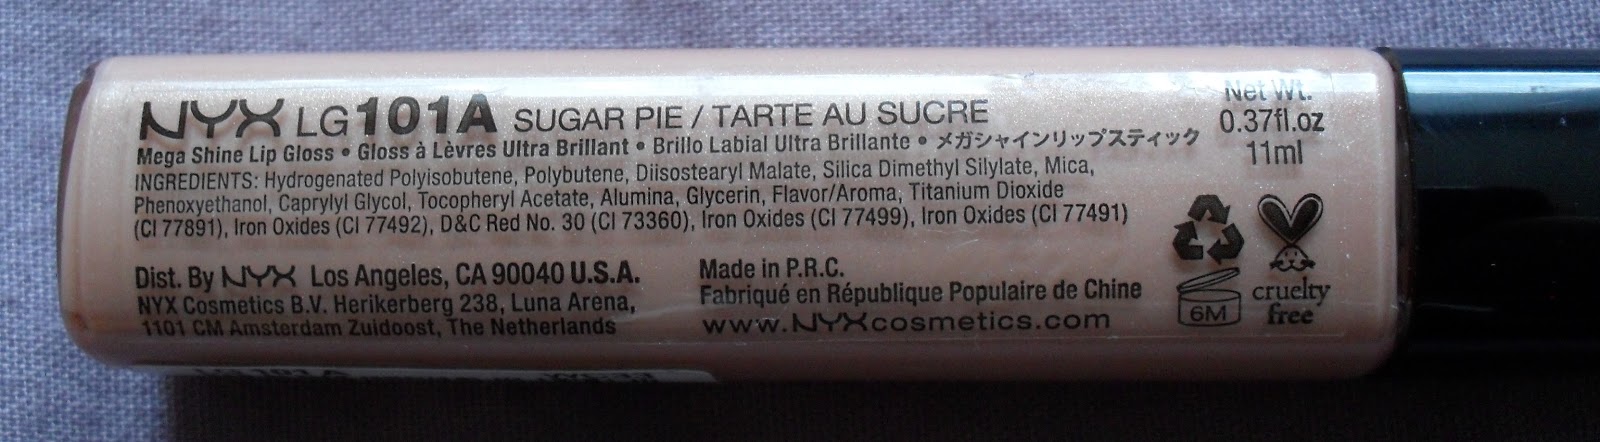 NYX LG101A SUGAR PIE / TARTE AU SUCRE
Mega Shine Lip Gloss • Gloss à Lèvres Ultra Brillant • Brillo Labial Ultra Brillante • メガシャインリップスティック
INGREDIENTS: Hydrogenated Polyisobutene, Polybutene, Diisostearyl Malate, Silica Dimethyl Silylate, Mica,
Phenoxyethanol, Caprylyl Glycol, Tocopheryl Acetate, Alumina, Glycerin, Flavor/Aroma, Titanium Dioxide
(CI 77891), Iron Oxides (CI 77492), D&C Red No. 30 (CI 73360), Iron Oxides (CI 77499), Iron Oxides (CI 77491)
Dist. By NYX Los Angeles, CA 90040 U.S.A.
NYX Cosmetics B.V. Herikerberg 238, Luna Arena,
1101 CM Amsterdam Zuidoost, The Netherlands
Made in P.R.C.
Fabriqué en République Populaire de Chine
www.NYXcosmetics.com
Net Wt.
0.37fl.oz
11ml
6M
cruelty
free
LG101A